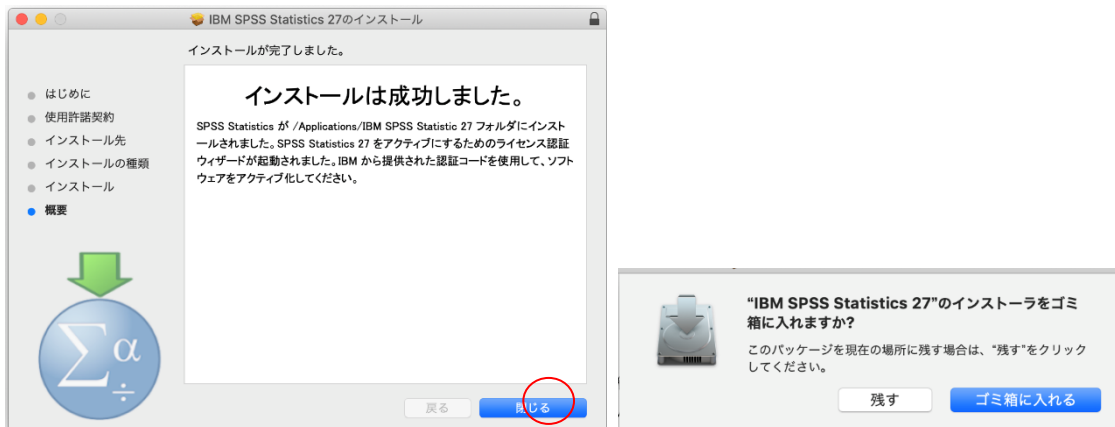 IBM SPSS Statistics 27のインストール
インストールが完了しました。
はじめに
使用許諾契約
インストール先
インストールの種類
インストール
概要
インストールは成功しました。
SPSS Statistics が /Applications/IBM SPSS Statistic 27 フォルダにインスト
ールされました。SPSS Statistics 27 をアクティブにするためのライセンス認証
ウィザードが起動されました。IBM から提供された認証コードを使用して、ソフト
ウェアをアクティブ化してください。
Σα
÷
戻る
閉じる
“IBM SPSS Statistics 27”のインストーラをゴミ
箱に入れますか?
このパッケージを現在の場所に残す場合は、“残す”をクリック
してください。
残す
ゴミ箱に入れる